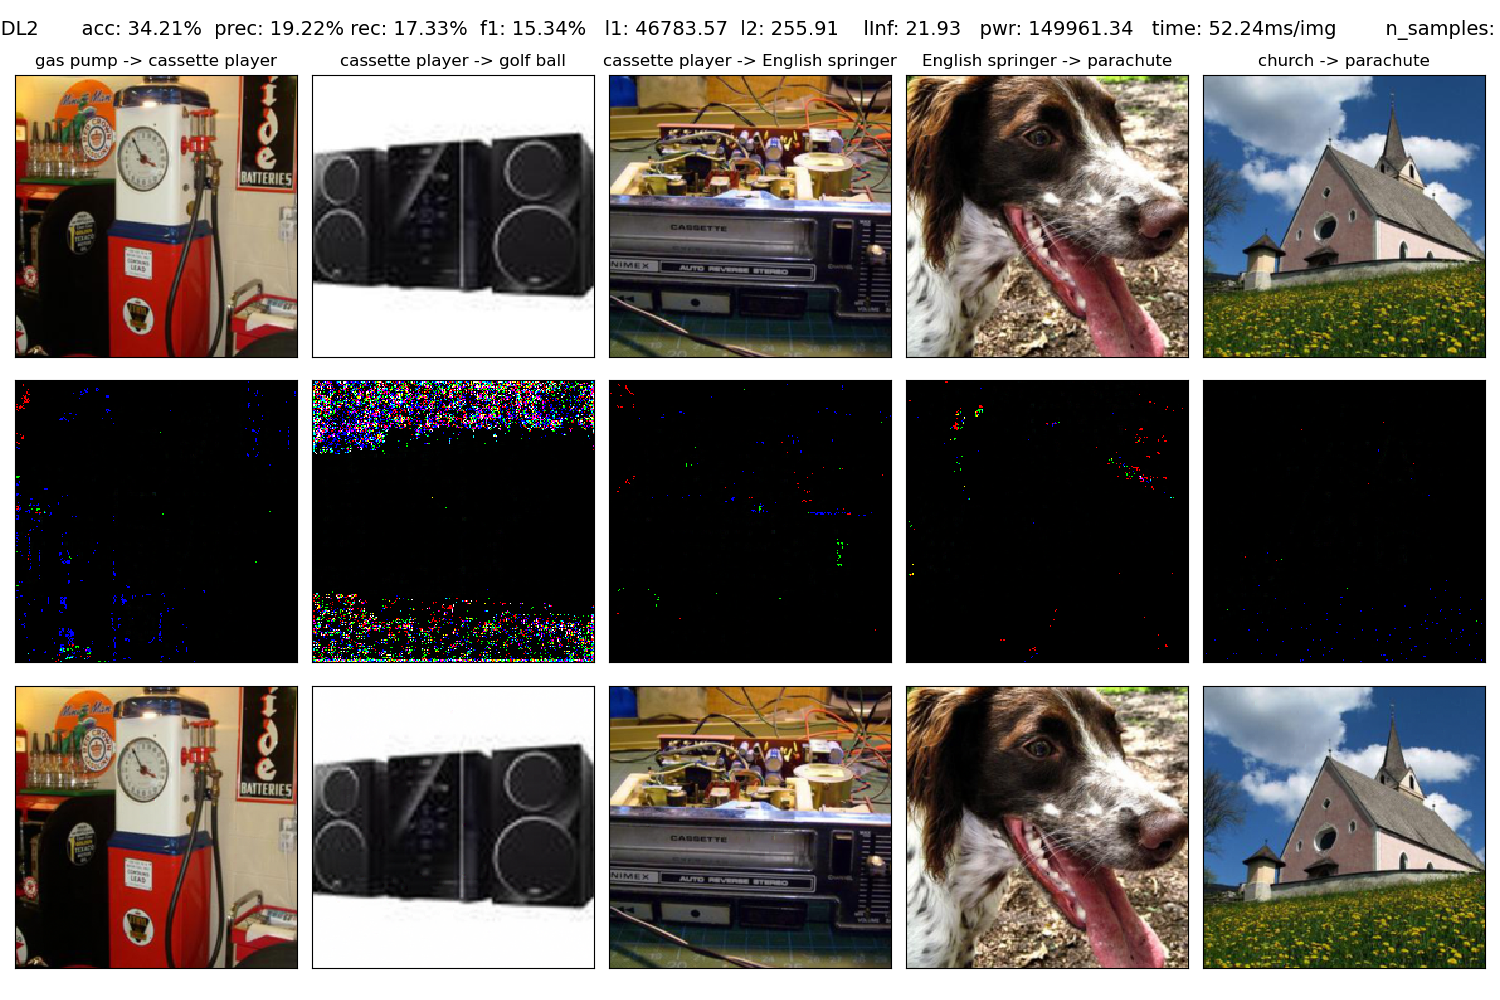 DL2 acc: 34.21% prec: 19.22% rec: 17.33% f1: 15.34% l1: 46783.57 l2: 255.91 lInf: 21.93 pwr: 149961.34 time: 52.24ms/img n_samples:
gas pump -> cassette player
cassette player -> golf ball
cassette player -> English springer
English springer -> parachute
church -> parachute
BATTERIES
LEAD
CASSETTE
NIMEX
AUTO REVERSE STEREO
BATTERIES
LEAD
CASSETTE
NIMEX
AUTO REVERSE STEREO